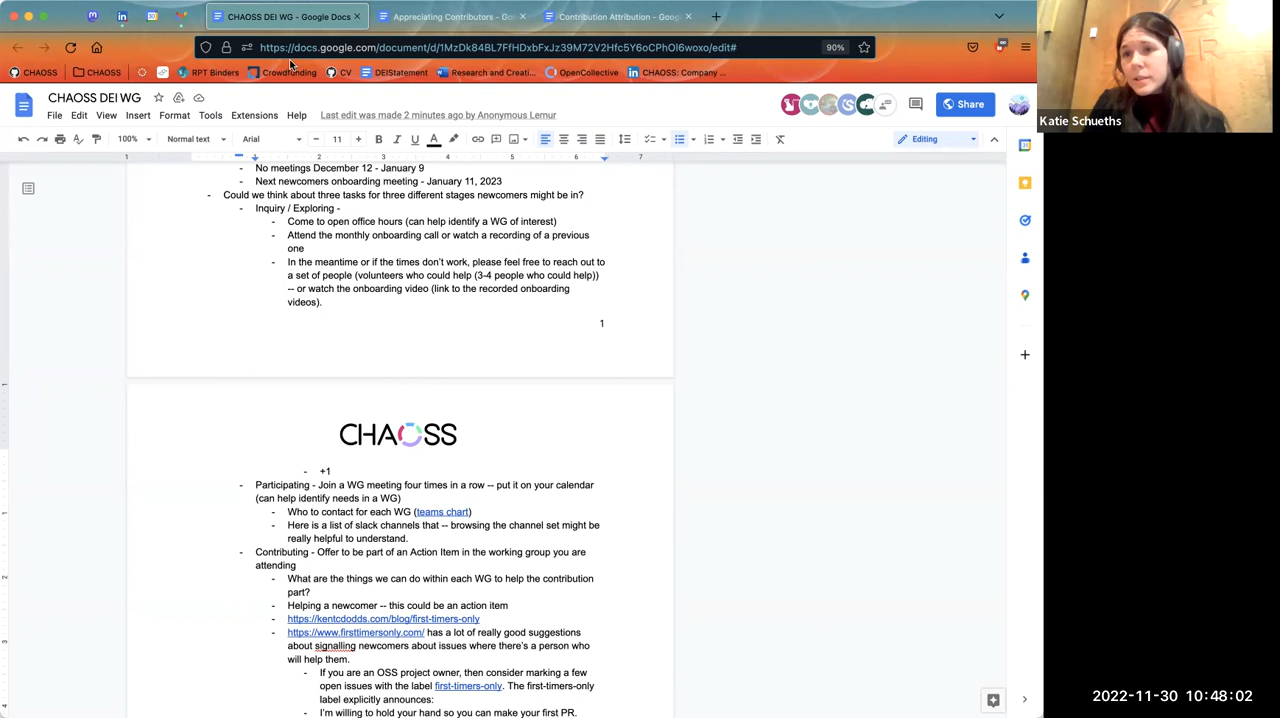 CHAOSS DEI WG - Google Docs
Appreciating Contributors - Go
Contribution Attribution - Goog
https://docs.google.com/document/d/1MzDk84BL7FfHDxbFxJz39M72V2Hfc5Y6oCPhOl6woxo/edit#
90%
CHAOSS
CHAOSS
RPT Binders
Crowdfunding
CV
DEIStatement
Research and Creati...
OpenCollective
CHAOSS: Company ...
CHAOSS DEI WG
File Edit View Insert Format Tools Extensions Help
Last edit was made 2 minutes ago by Anonymous Lemur
Share
100%
Normal text
Arial
11
Editing
1 2 3 4 5 6 7
- No meetings December 12 - January 9
- Next newcomers onboarding meeting - January 11, 2023
- Could we think about three tasks for three different stages newcomers might be in?
- Inquiry / Exploring -
- Come to open office hours (can help identify a WG of interest)
- Attend the monthly onboarding call or watch a recording of a previous
one
- In the meantime or if the times don't work, please feel free to reach out to
a set of people (volunteers who could help (3-4 people who could help))
-- or watch the onboarding video (link to the recorded onboarding
videos).
1
CHAOSS
- +1
- Participating - Join a WG meeting four times in a row -- put it on your calendar
(can help identify needs in a WG)
- Who to contact for each WG (teams chart)
- Here is a list of slack channels that -- browsing the channel set might be
really helpful to understand.
- Contributing - Offer to be part of an Action Item in the working group you are
attending
- What are the things we can do within each WG to help the contribution
part?
- Helping a newcomer -- this could be an action item
- https://kentcdodds.com/blog/first-timers-only
- https://www.firsttimersonly.com/ has a lot of really good suggestions
about signalling newcomers about issues where there's a person who
will help them.
- If you are an OSS project owner, then consider marking a few
open issues with the label first-timers-only. The first-timers-only
label explicitly announces:
- I'm willing to hold your hand so you can make your first PR.
Katie Schueths
2022-11-30 10:48:02